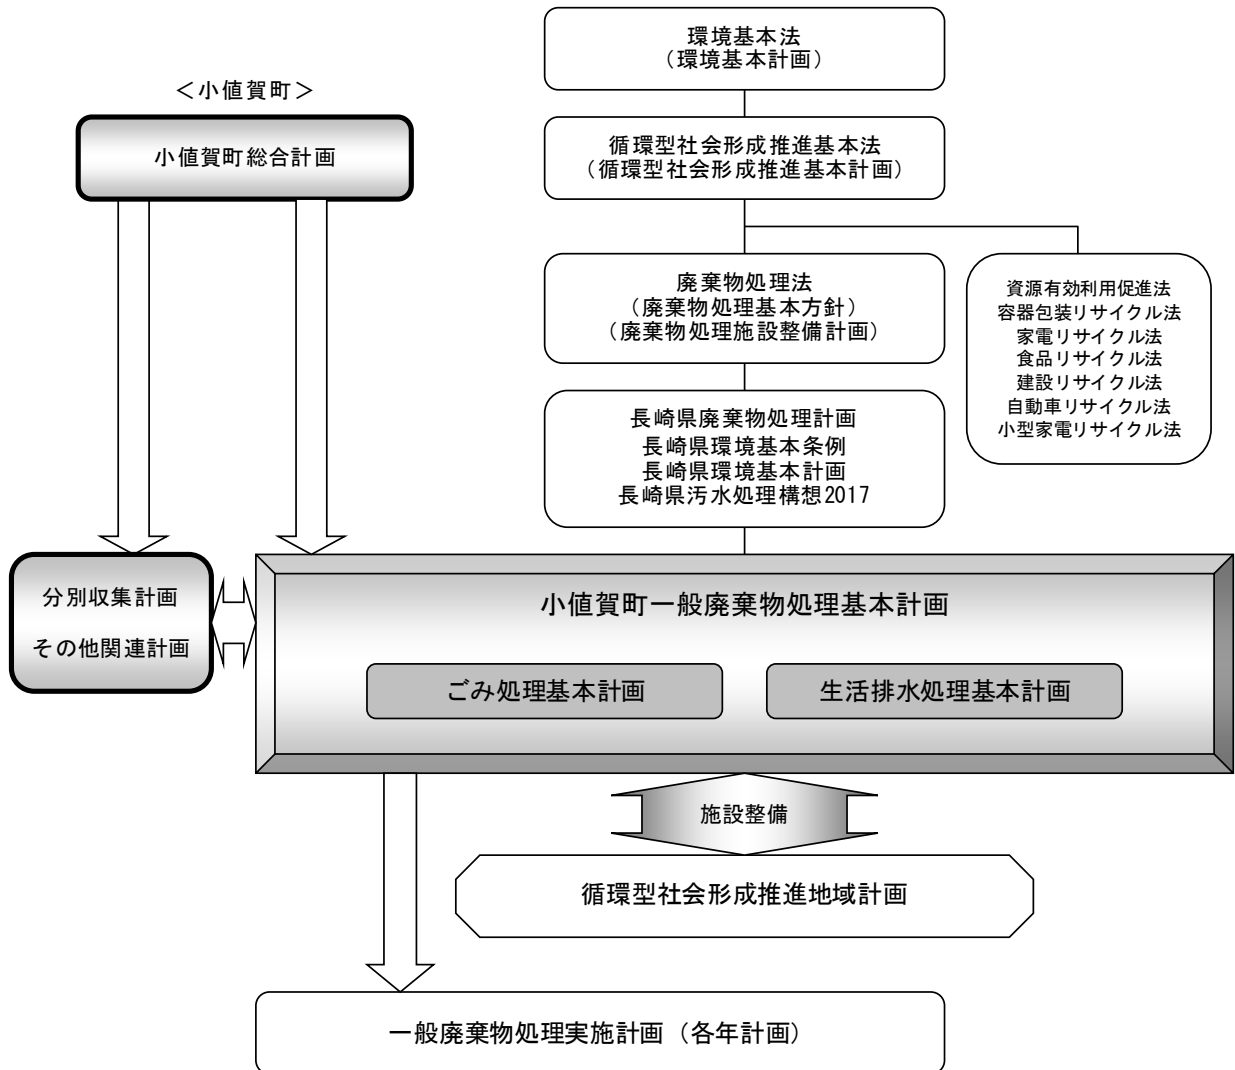 環境基本法
（環境基本計画）
＜小値賀町＞
小値賀町総合計画
循環型社会形成推進基本法
（循環型社会形成推進基本計画）
廃棄物処理法
（廃棄物処理基本方針）
（廃棄物処理施設整備計画）
資源有効利用促進法
容器包装リサイクル法
家電リサイクル法
食品リサイクル法
建設リサイクル法
自動車リサイクル法
小型家電リサイクル法
長崎県廃棄物処理計画
長崎県環境基本条例
長崎県環境基本計画
長崎県汚水処理構想2017
分別収集計画
その他関連計画
小値賀町一般廃棄物処理基本計画
ごみ処理基本計画
生活排水処理基本計画
施設整備
循環型社会形成推進地域計画
一般廃棄物処理実施計画（各年計画）